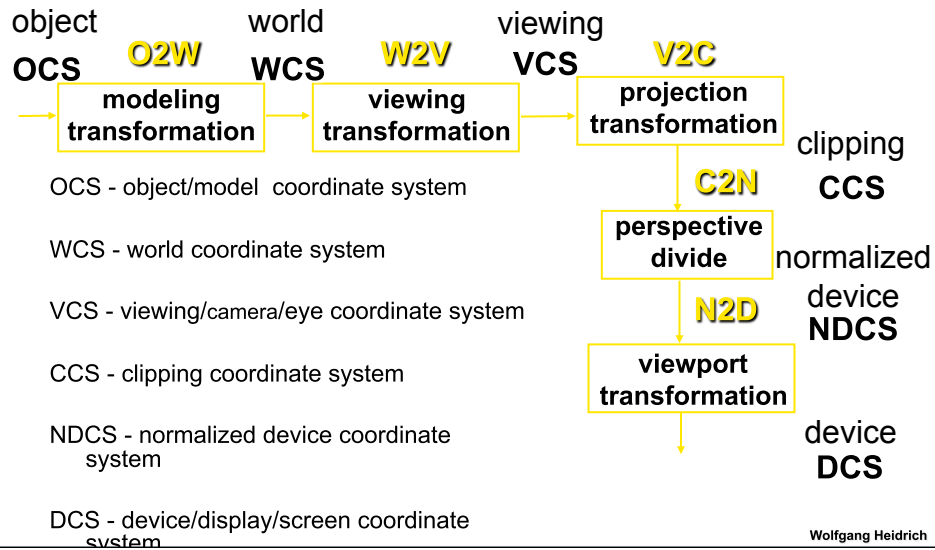 object
world
viewing
OCS
O2W
WCS
W2V
VCS
V2C
modeling
transformation
viewing
transformation
projection
transformation
clipping
CCS
C2N
OCS - object/model  coordinate system
perspective
divide
WCS - world coordinate system
normalized
device
NDCS
N2D
VCS - viewing/camera/eye coordinate system
viewport
transformation
CCS - clipping coordinate system
device
DCS
NDCS - normalized device coordinate
system
DCS - device/display/screen coordinate
system
Wolfgang Heidrich